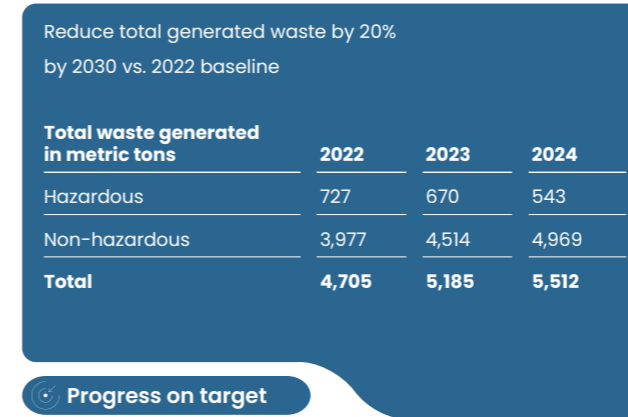 Reduce total generated waste by 20%
by 2030 vs. 2022 baseline
Total waste generated
in metric tons 2022 2023 2024
Hazardous 727 670 543
Non-hazardous 3,977 4,514 4,969
Total 4,705 5,185 5,512
Progress on target